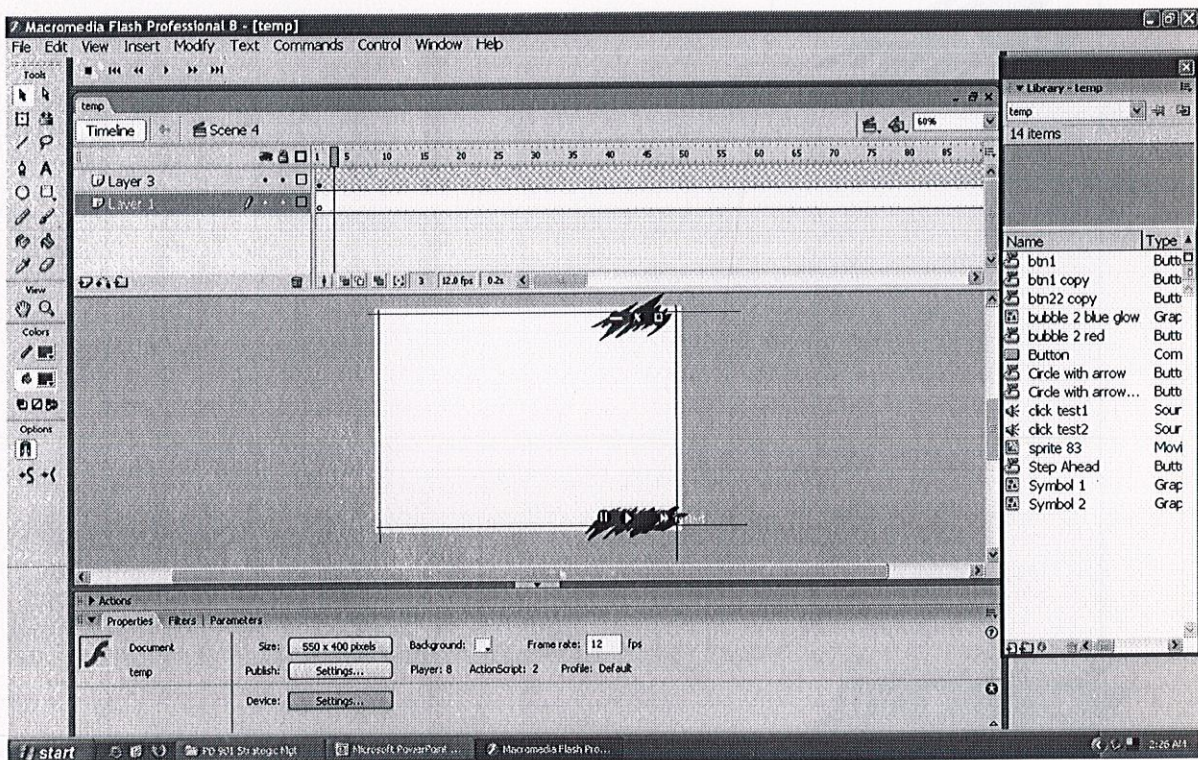 Macromedia Flash Professional 8 - [temp]
File Edit View Insert Modify Text Commands Control Window Help
Tools
temp
Timeline Scene 4 60%
1 5 10 15 20 25 30 35 40 45 50 55 60 65 70 75 80 85
Layer 3
Layer 1
3 12.0 fps 0.2s
View
Colors
Options
Actions
Properties Filters Parameters
Document Size: 550 x 400 pixels Background: Frame rate: 12 fps
temp Publish: Settings... Player: 8 ActionScript: 2 Profile: Default
Device: Settings...
Library - temp
temp
14 items
Name Type
btn1 Butt
btn1 copy Butt
btn22 copy Butt
bubble 2 blue glow Grap
bubble 2 red Butt
Button Com
Circle with arrow Butt
Circle with arrow... Butt
click test1 Sour
click test2 Sour
sprite 83 Movi
Step Ahead Butt
Symbol 1 Grap
Symbol 2 Grap
start PD 901 Strategic Mgt Microsoft PowerPoint ... Macromedia Flash Pro... 2:26 AM